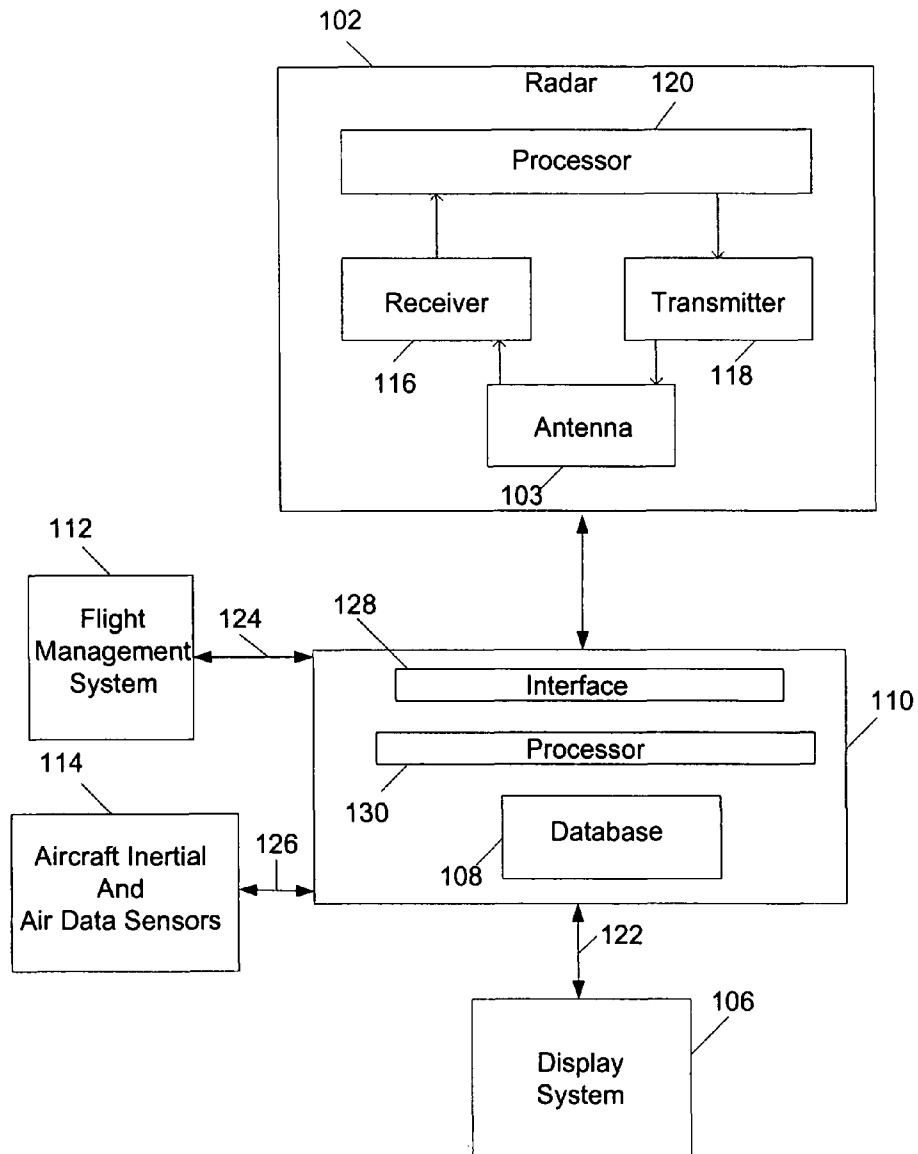 102
Radar
120
Processor
Receiver
Transmitter
116
118
Antenna
103
112
Flight
Management
System
124
128
Interface
110
Processor
130
114
Database
108
Aircraft Inertial
And
Air Data Sensors
126
122
106
Display
System